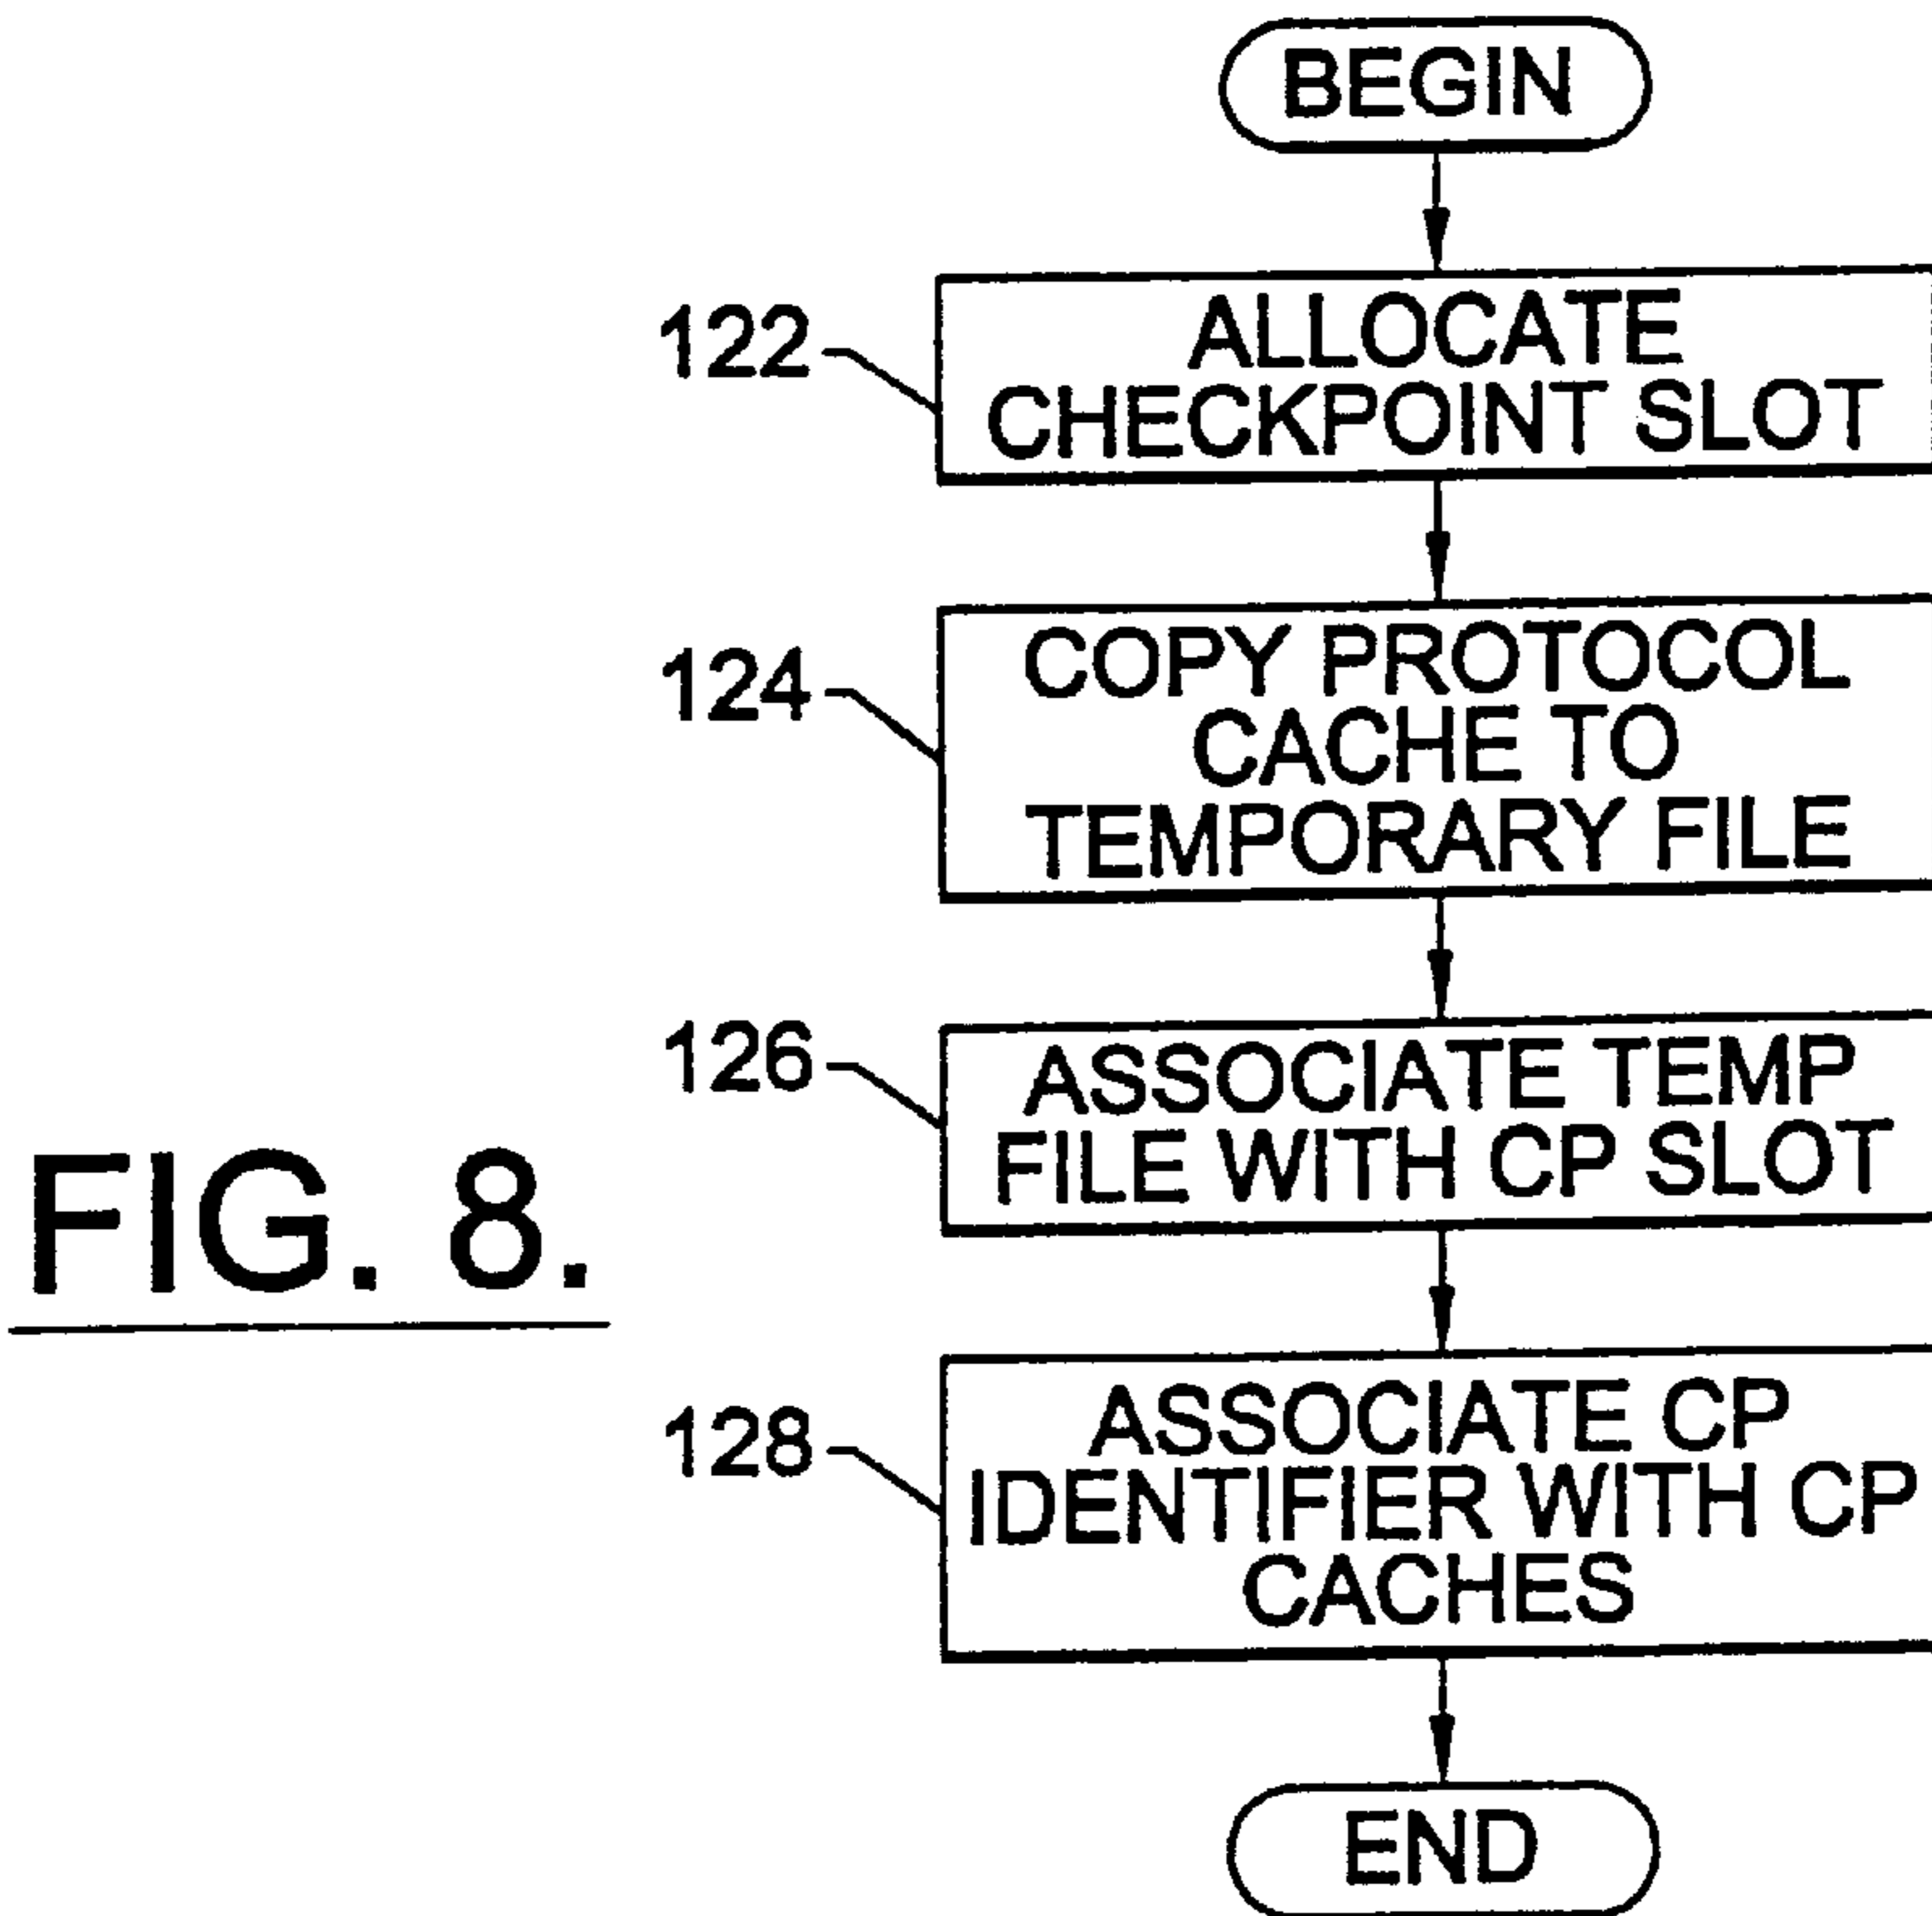 BEGIN
122
ALLOCATE
CHECKPOINT SLOT
124
COPY PROTOCOL
CACHE TO
TEMPORARY FILE
126
ASSOCIATE TEMP
FILE WITH CP SLOT
FIG. 8.
128
ASSOCIATE CP
IDENTIFIER WITH CP
CACHES
END